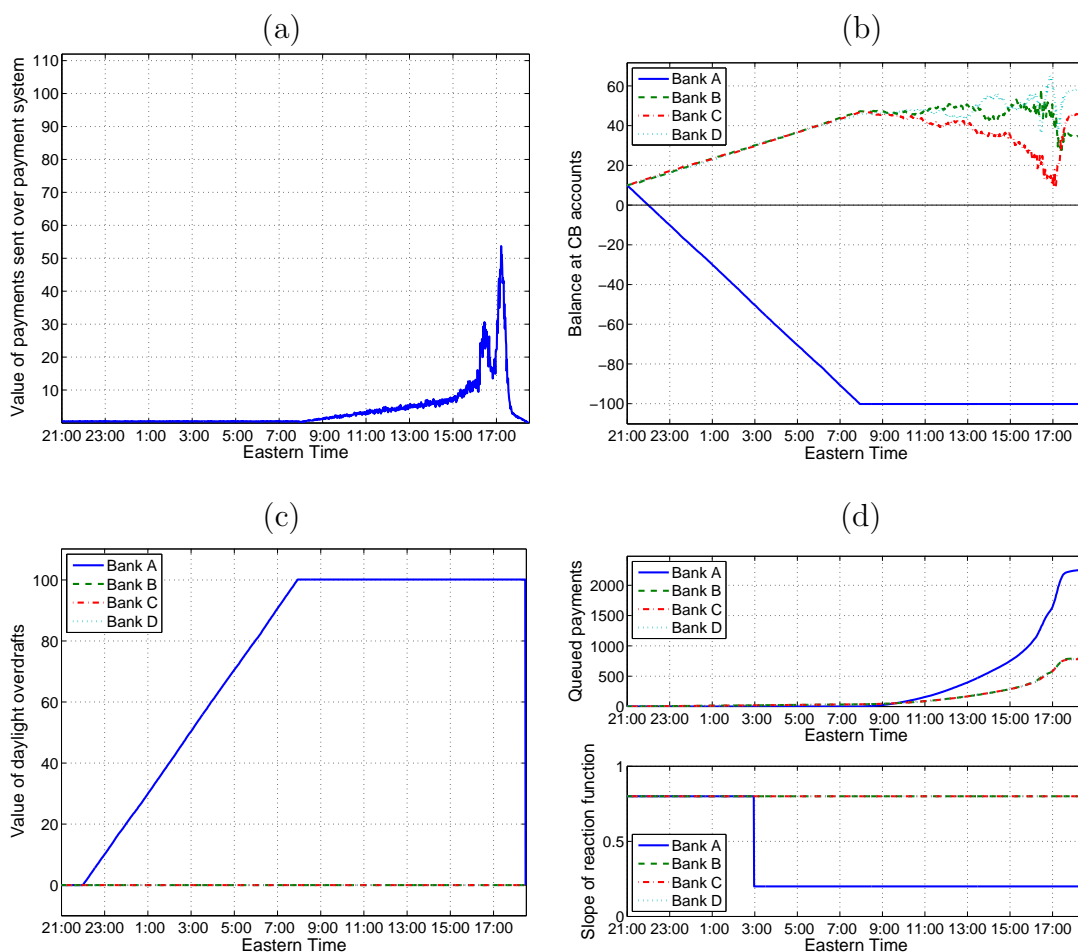 (a)
Value of payments sent over payment system
110
100
90
80
70
60
50
40
30
20
10
21:00 23:00 1:00 3:00 5:00 7:00 9:00 11:00 13:00 15:00 17:00
Eastern Time
(b)
Balance at CB accounts
Bank A
Bank B
Bank C
Bank D
60
40
20
0
−20
−40
−60
−80
−100
21:00 23:00 1:00 3:00 5:00 7:00 9:00 11:00 13:00 15:00 17:00
Eastern Time
(c)
Value of daylight overdrafts
Bank A
Bank B
Bank C
Bank D
100
80
60
40
20
0
21:00 23:00 1:00 3:00 5:00 7:00 9:00 11:00 13:00 15:00 17:00
Eastern Time
(d)
Queued payments
Bank A
Bank B
Bank C
Bank D
2000
1500
1000
500
0
21:00 23:00 1:00 3:00 5:00 7:00 9:00 11:00 13:00 15:00 17:00
Eastern Time
Slope of reaction function
1
0.5
0
Bank A
Bank B
Bank C
Bank D
21:00 23:00 1:00 3:00 5:00 7:00 9:00 11:00 13:00 15:00 17:00
Eastern Time